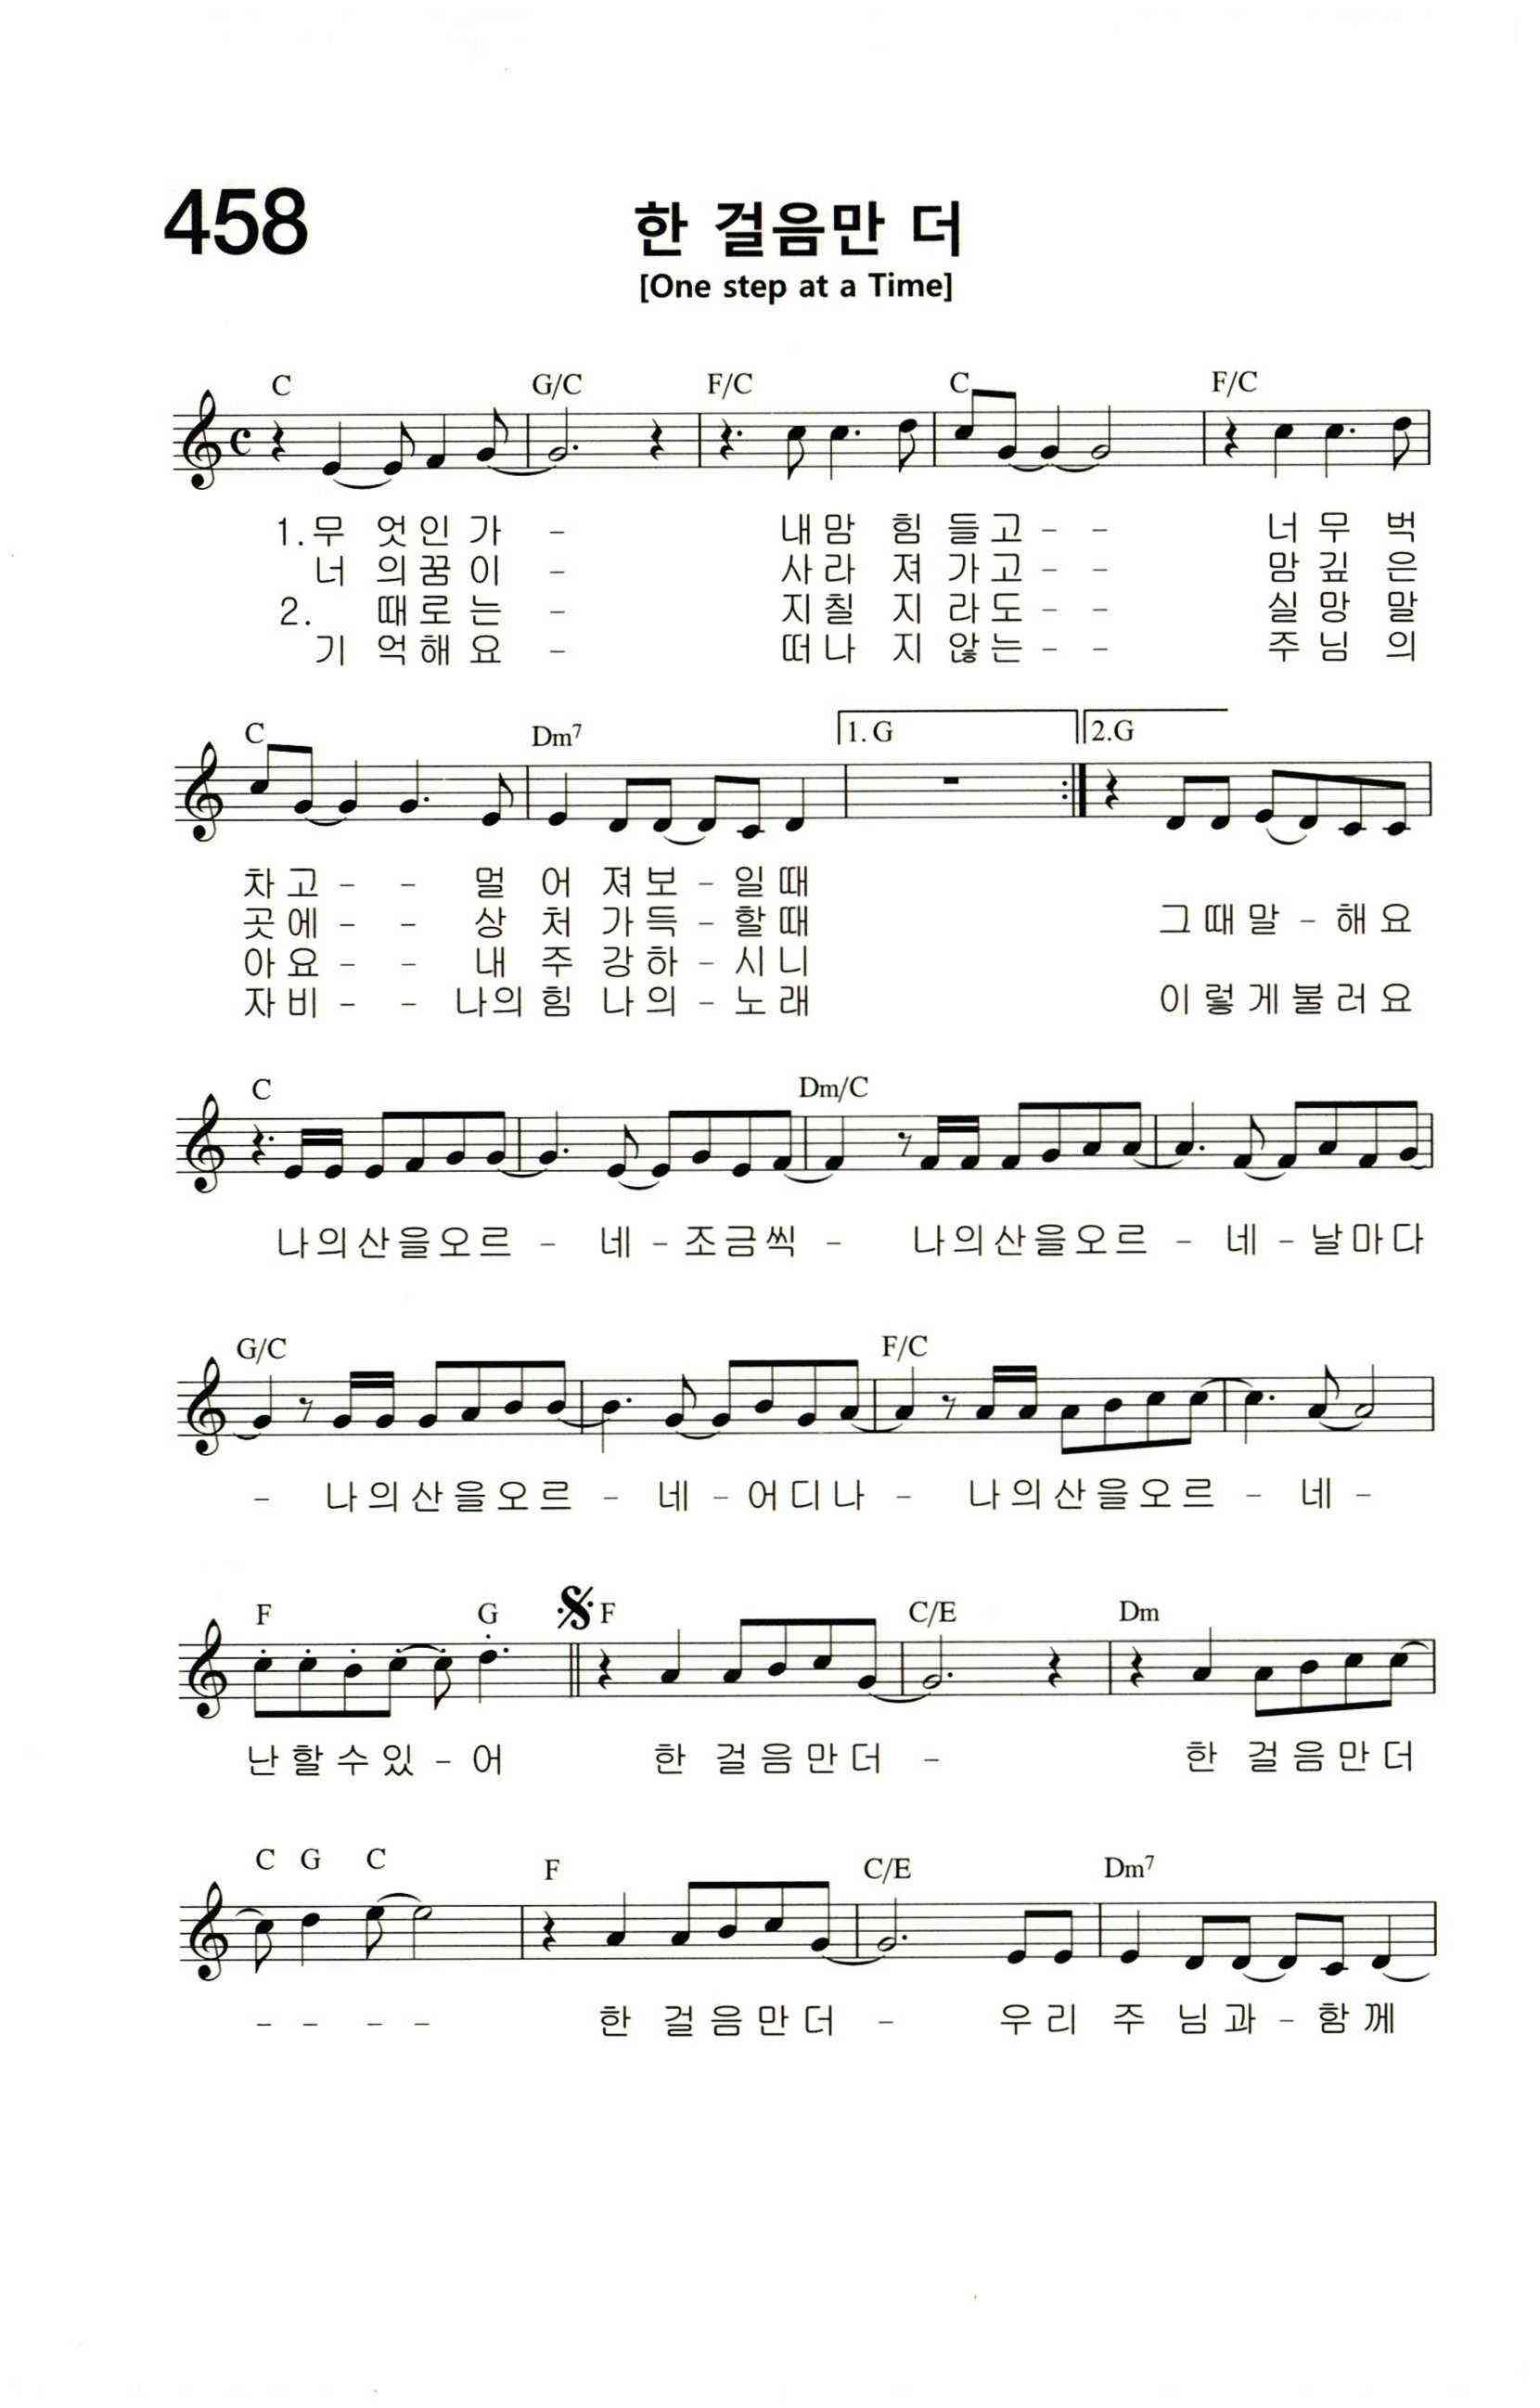 458
한 걸음만 더
[One step at a Time]
C G/C F/C C F/C
1.무 엇인 가 - 내맘 힘 들고 - - 너 무 벅
너 의꿈 이 - 사라 져 가고 - - 맘 깊 은
2. 때로 는 - 지칠 지 라도 - - 실 망 말
기 억해 요 - 떠나 지 않는 - - 주 님 의
C Dm7 1. G 2.G
차고 - - 멀 어 져보 - 일때
곳에 - - 상 처 가득 - 할때 그때말 - 해요
아요 - - 내 주 강하 - 시니
자비 - - 나의 힘 나의 - 노래 이렇게불러요
C Dm/C
나의산을오르 - 네 - 조금씩 - 나의산을오르 - 네 - 날마다
G/C F/C
- 나의산을오르 - 네 - 어디나 - 나의산을오르 - 네 -
F G F C/E Dm
난할수있 - 어 한 걸음만더 - 한 걸음만더
C G C F C/E Dm7
- - - - 한 걸음만더 - 우리 주 님과 - 함께